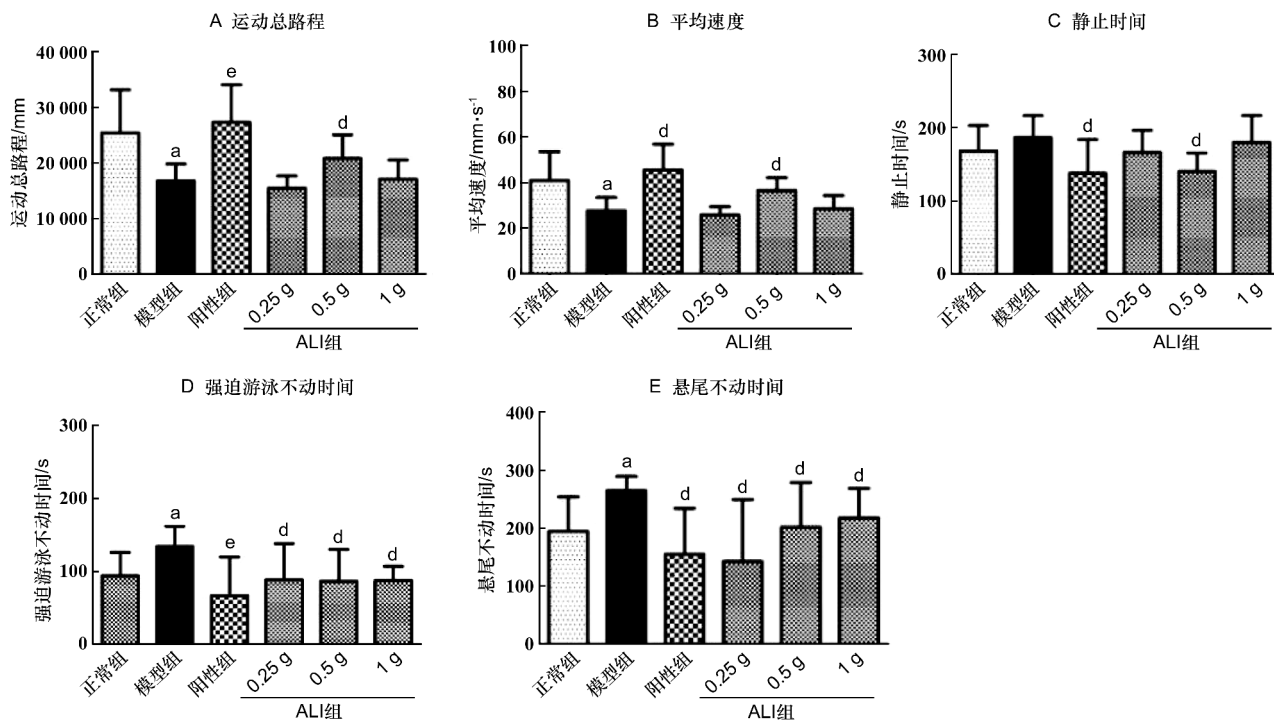 A 运动总路程
运动总路程/mm
40 000
30 000
20 000
10 000
0
a
e
d
正常组
模型组
阳性组
0.25 g
0.5 g
1 g
ALI组
B 平均速度
平均速度/mm·s⁻¹
100
80
60
40
20
0
a
d
d
正常组
模型组
阳性组
0.25 g
0.5 g
1 g
ALI组
C 静止时间
静止时间/s
300
200
100
0
d
d
正常组
模型组
阳性组
0.25 g
0.5 g
1 g
ALI组
D 强迫游泳不动时间
强迫游泳不动时间/s
300
200
100
0
a
e
d
d
d
正常组
模型组
阳性组
0.25 g
0.5 g
1 g
ALI组
E 悬尾不动时间
悬尾不动时间/s
400
300
200
100
0
a
d
d
d
d
正常组
模型组
阳性组
0.25 g
0.5 g
1 g
ALI组